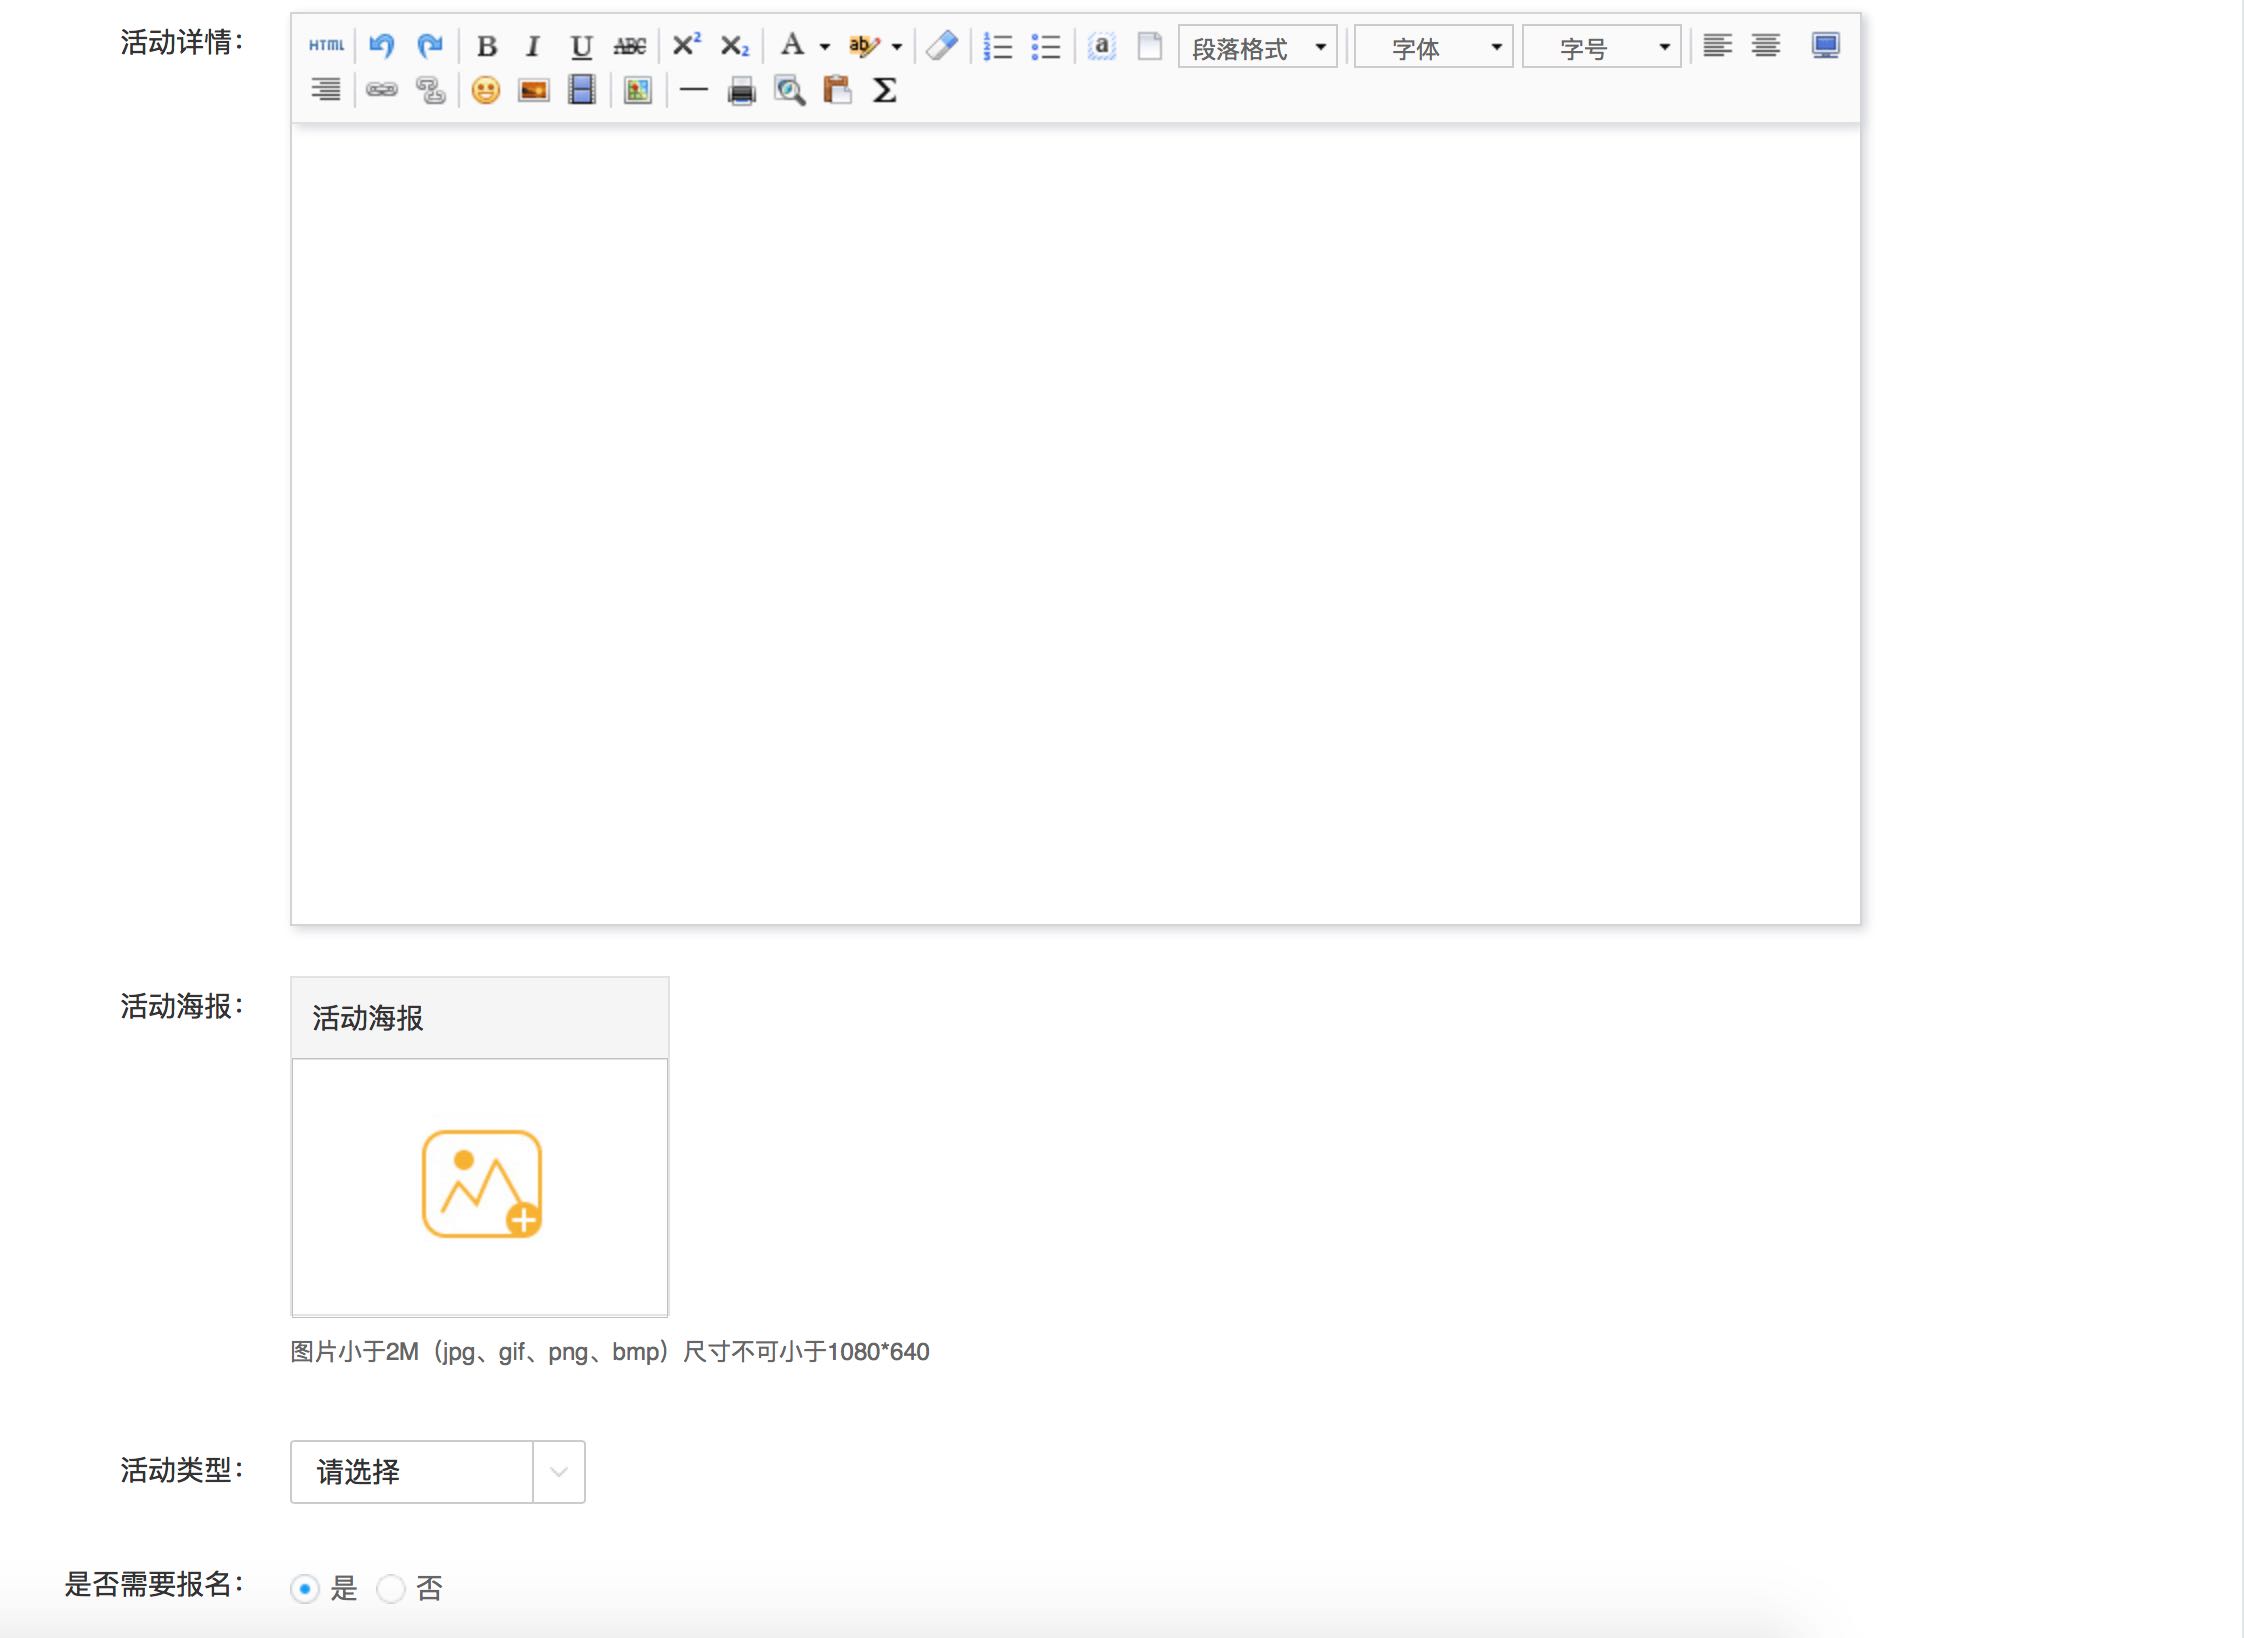 活动详情：
HTML B I U ABC X² X₂ A ab a 段落格式 字体 字号
Σ
活动海报：
活动海报
图片小于2M（jpg、gif、png、bmp）尺寸不可小于1080*640
活动类型：
请选择
是否需要报名：
是 否